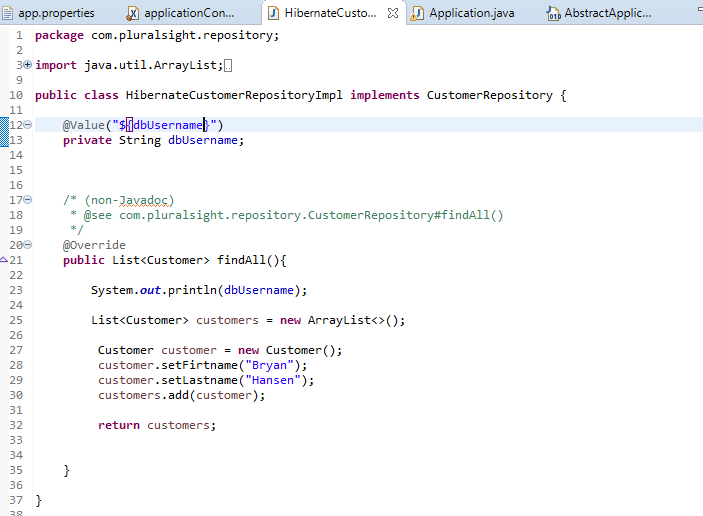 app.properties applicationCon... HibernateCusto... Application.java AbstractApplic...
1 package com.pluralsight.repository;
2
3 import java.util.ArrayList;
9
10 public class HibernateCustomerRepositoryImpl implements CustomerRepository {
11
12 @Value("${dbUsername}")
13 private String dbUsername;
14
15
16
17 /* (non-Javadoc)
18 * @see com.pluralsight.repository.CustomerRepository#findAll()
19 */
20 @Override
21 public List<Customer> findAll(){
22
23 System.out.println(dbUsername);
24
25 List<Customer> customers = new ArrayList<>();
26
27 Customer customer = new Customer();
28 customer.setFirtname("Bryan");
29 customer.setLastname("Hansen");
30 customers.add(customer);
31
32 return customers;
33
34
35 }
36
37 }
38